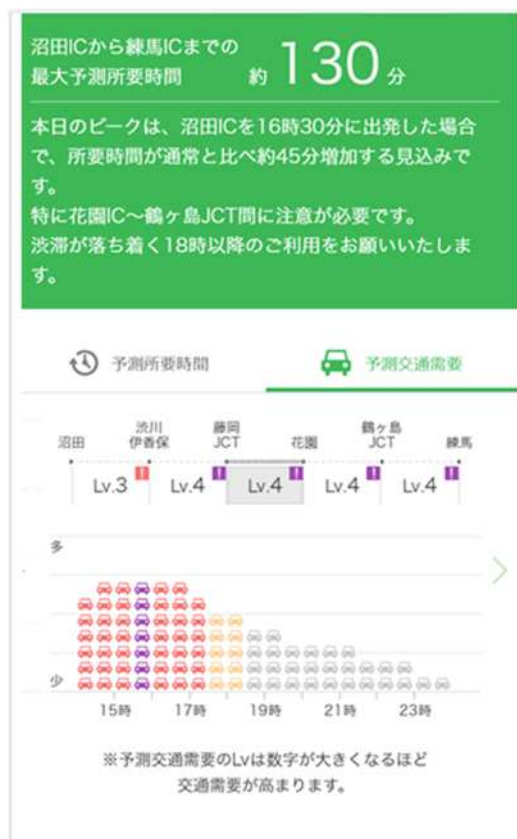 沼田ICから練馬ICまでの
最大予測所要時間 約 130 分
本日のピークは、沼田ICを16時30分に出発した場合
で、所要時間が通常と比べ約45分増加する見込みで
す。
特に花園IC〜鶴ヶ島JCT間に注意が必要です。
渋滞が落ち着く18時以降のご利用をお願いいたしま
す。
予測所要時間 予測交通需要
沼田 渋川伊香保 藤岡JCT 花園 鶴ヶ島JCT 練馬
Lv.3 ! Lv.4 ! Lv.4 ! Lv.4 ! Lv.4 !
多
少
15時 17時 19時 21時 23時
※予測交通需要のLvは数字が大きくなるほど
交通需要が高まります。